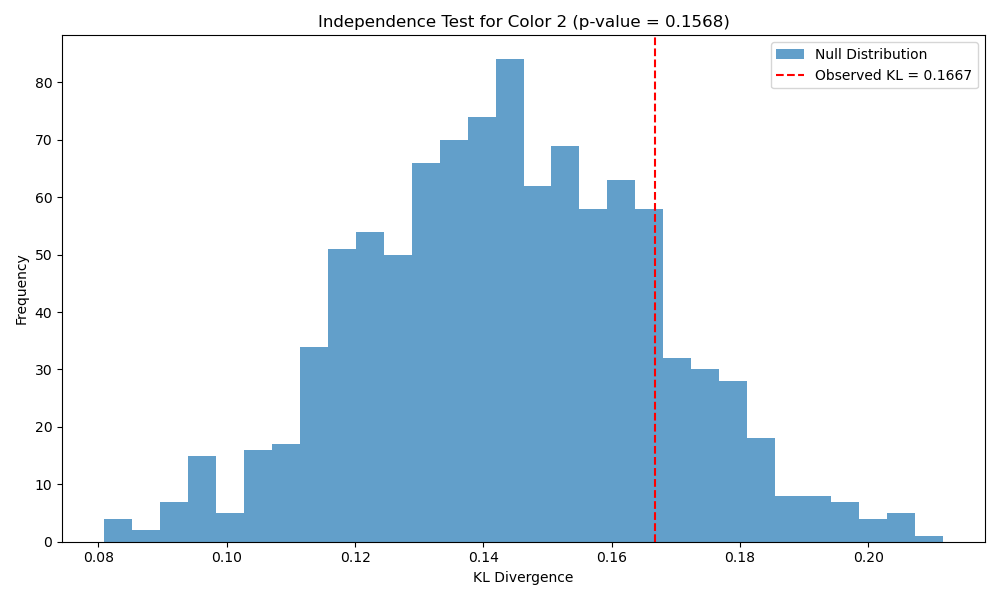 Independence Test for Color 2 (p-value = 0.1568)
Null Distribution
Observed KL = 0.1667
Frequency
80
70
60
50
40
30
20
10
0
0.08 0.10 0.12 0.14 0.16 0.18 0.20
KL Divergence